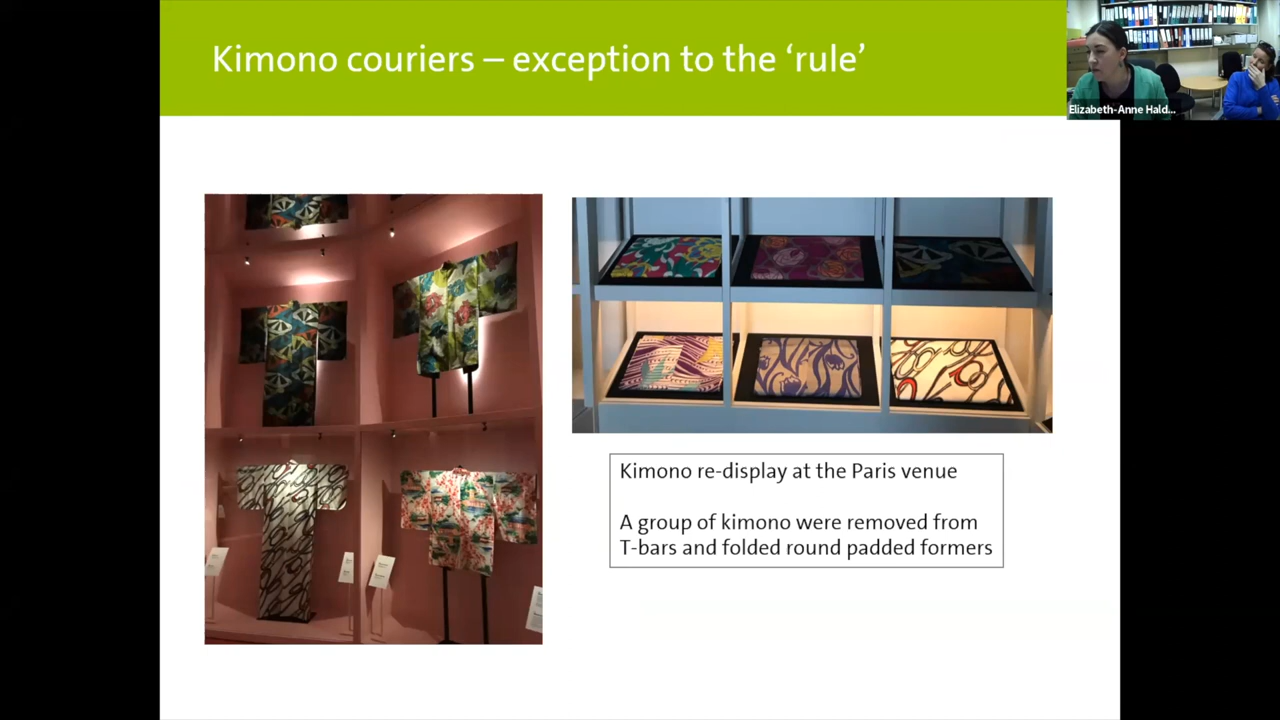 Kimono couriers – exception to the ‘rule’
Elizabeth-Anne Hald...
Kimono re-display at the Paris venue
A group of kimono were removed from
T-bars and folded round padded formers